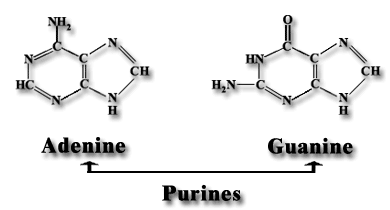 NH₂ O
C C
N C N HN C N
CH CH
HC C C C
N N H₂N N N
H H
Adenine Guanine
Purines